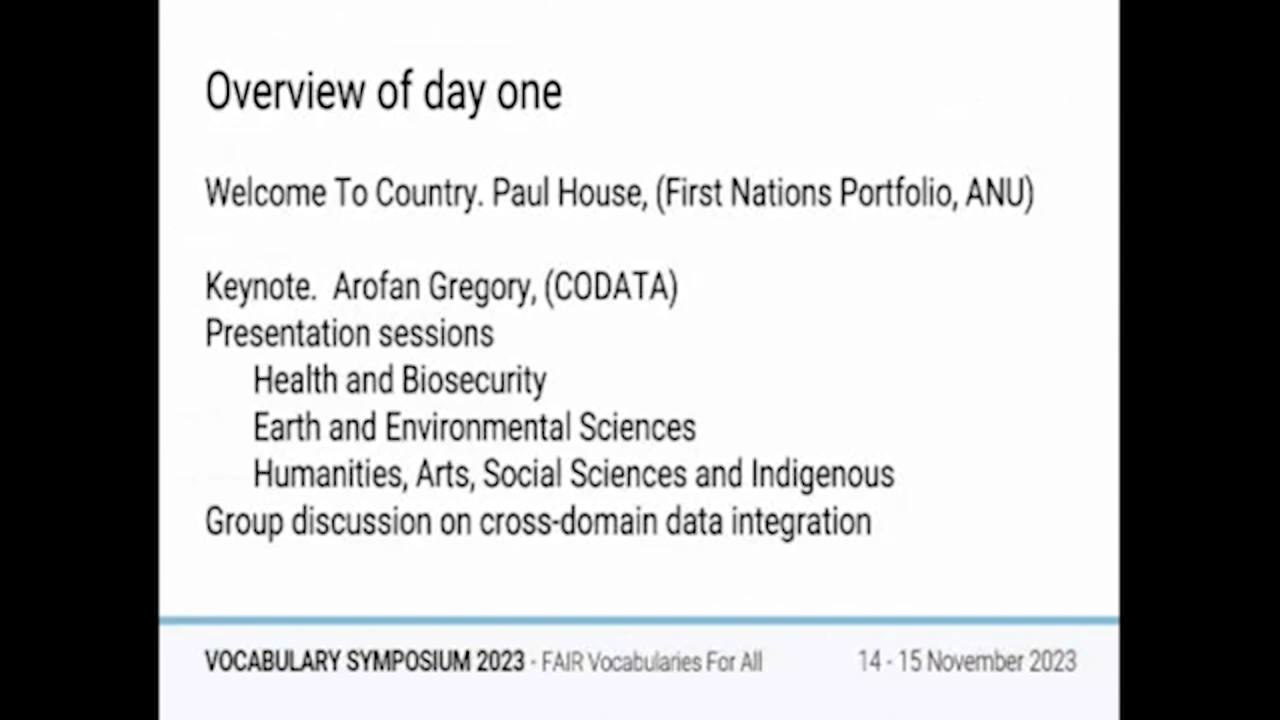 Overview of day one
Welcome To Country. Paul House, (First Nations Portfolio, ANU)
Keynote.  Arofan Gregory, (CODATA)
Presentation sessions
Health and Biosecurity
Earth and Environmental Sciences
Humanities, Arts, Social Sciences and Indigenous
Group discussion on cross-domain data integration
VOCABULARY SYMPOSIUM 2023 - FAIR Vocabularies For All 14 - 15 November 2023